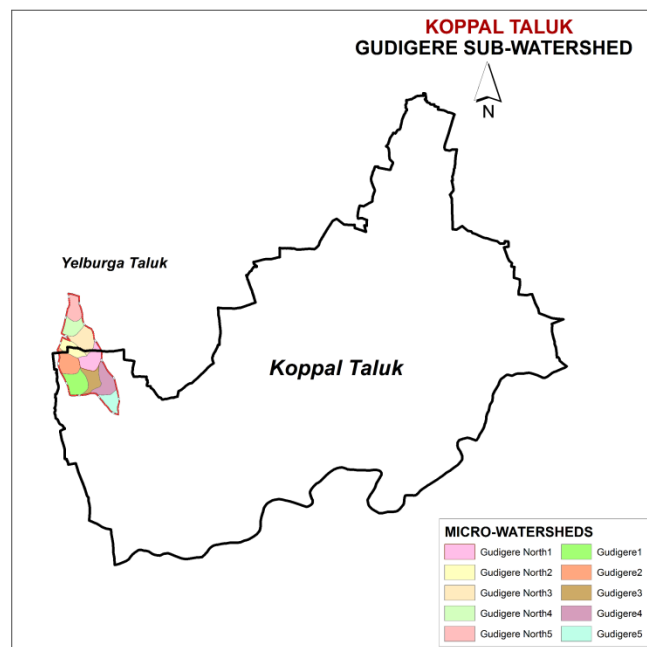 KOPPAL TALUK
GUDIGERE SUB-WATERSHED
N
Yelburga Taluk
Koppal Taluk
MICRO-WATERSHEDS
Gudigere North1 Gudigere1
Gudigere North2 Gudigere2
Gudigere North3 Gudigere3
Gudigere North4 Gudigere4
Gudigere North5 Gudigere5